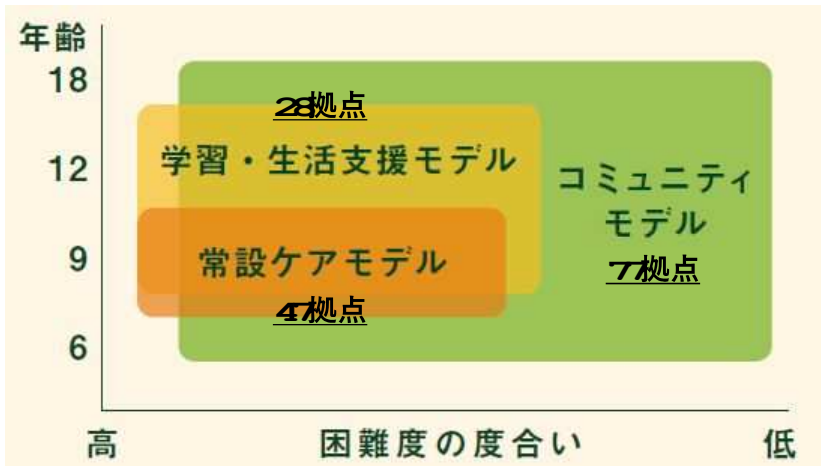 年齢
18
28拠点
学習・生活支援モデル
12
コミュニティ
モデル
9
常設ケアモデル
77拠点
47拠点
6
高
困難度の度合い
低